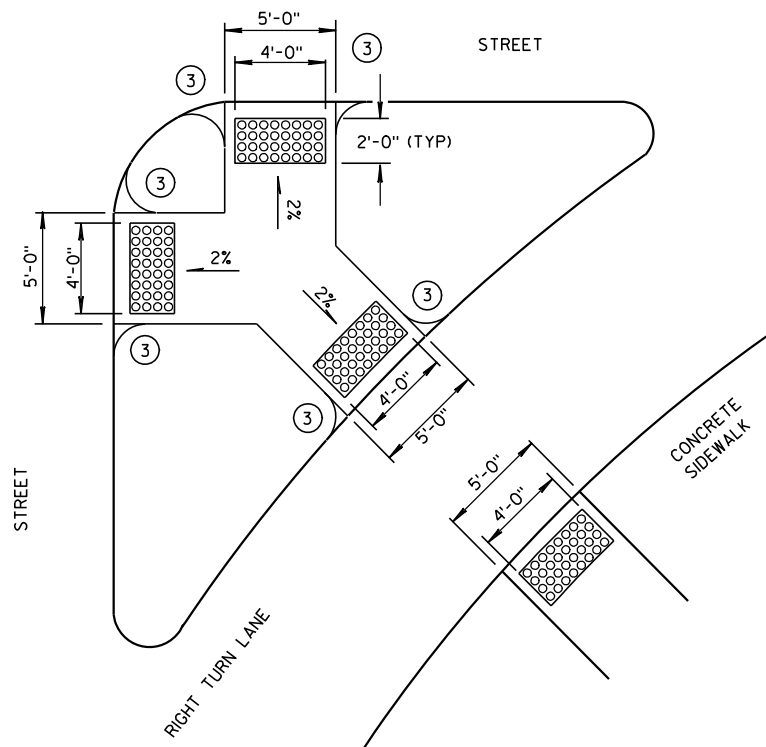 5'-0"
4'-0"
3
STREET
3
2'-0" (TYP)
3
2%
5'-0"
4'-0"
2%
2%
3
3
4'-0"
5'-0"
3
CONCRETE
SIDEWALK
5'-0"
4'-0"
STREET
RIGHT TURN LANE